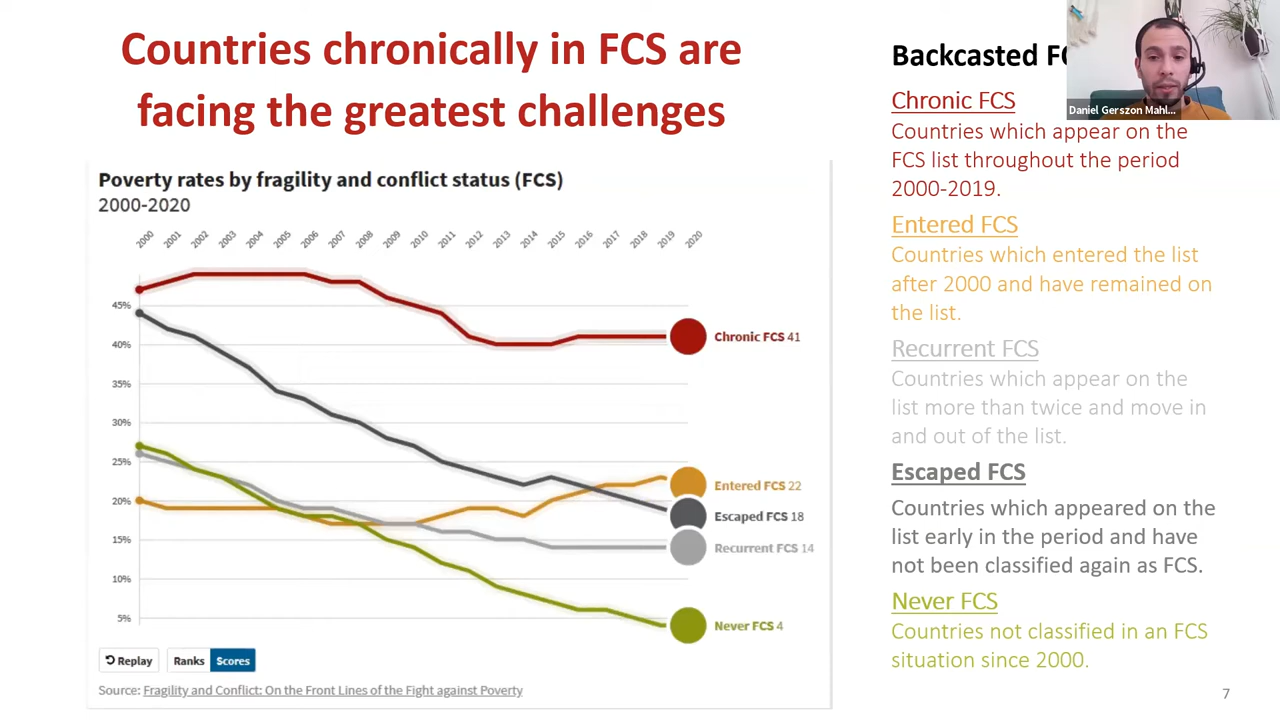 Countries chronically in FCS are
facing the greatest challenges
Poverty rates by fragility and conflict status (FCS)
2000-2020
2000 2001 2002 2003 2004 2005 2006 2007 2008 2009 2010 2011 2012 2013 2014 2015 2016 2017 2018 2019 2020
45%
40%
35%
30%
25%
20%
15%
10%
5%
Chronic FCS 41
Entered FCS 22
Escaped FCS 18
Recurrent FCS 14
Never FCS 4
Replay Ranks Scores
Source: Fragility and Conflict: On the Front Lines of the Fight against Poverty
Backcasted
Daniel Gerszon Mahl...
Chronic FCS
Countries which appear on the
FCS list throughout the period
2000-2019.
Entered FCS
Countries which entered the list
after 2000 and have remained on
the list.
Recurrent FCS
Countries which appear on the
list more than twice and move in
and out of the list.
Escaped FCS
Countries which appeared on the
list early in the period and have
not been classified again as FCS.
Never FCS
Countries not classified in an FCS
situation since 2000.
7